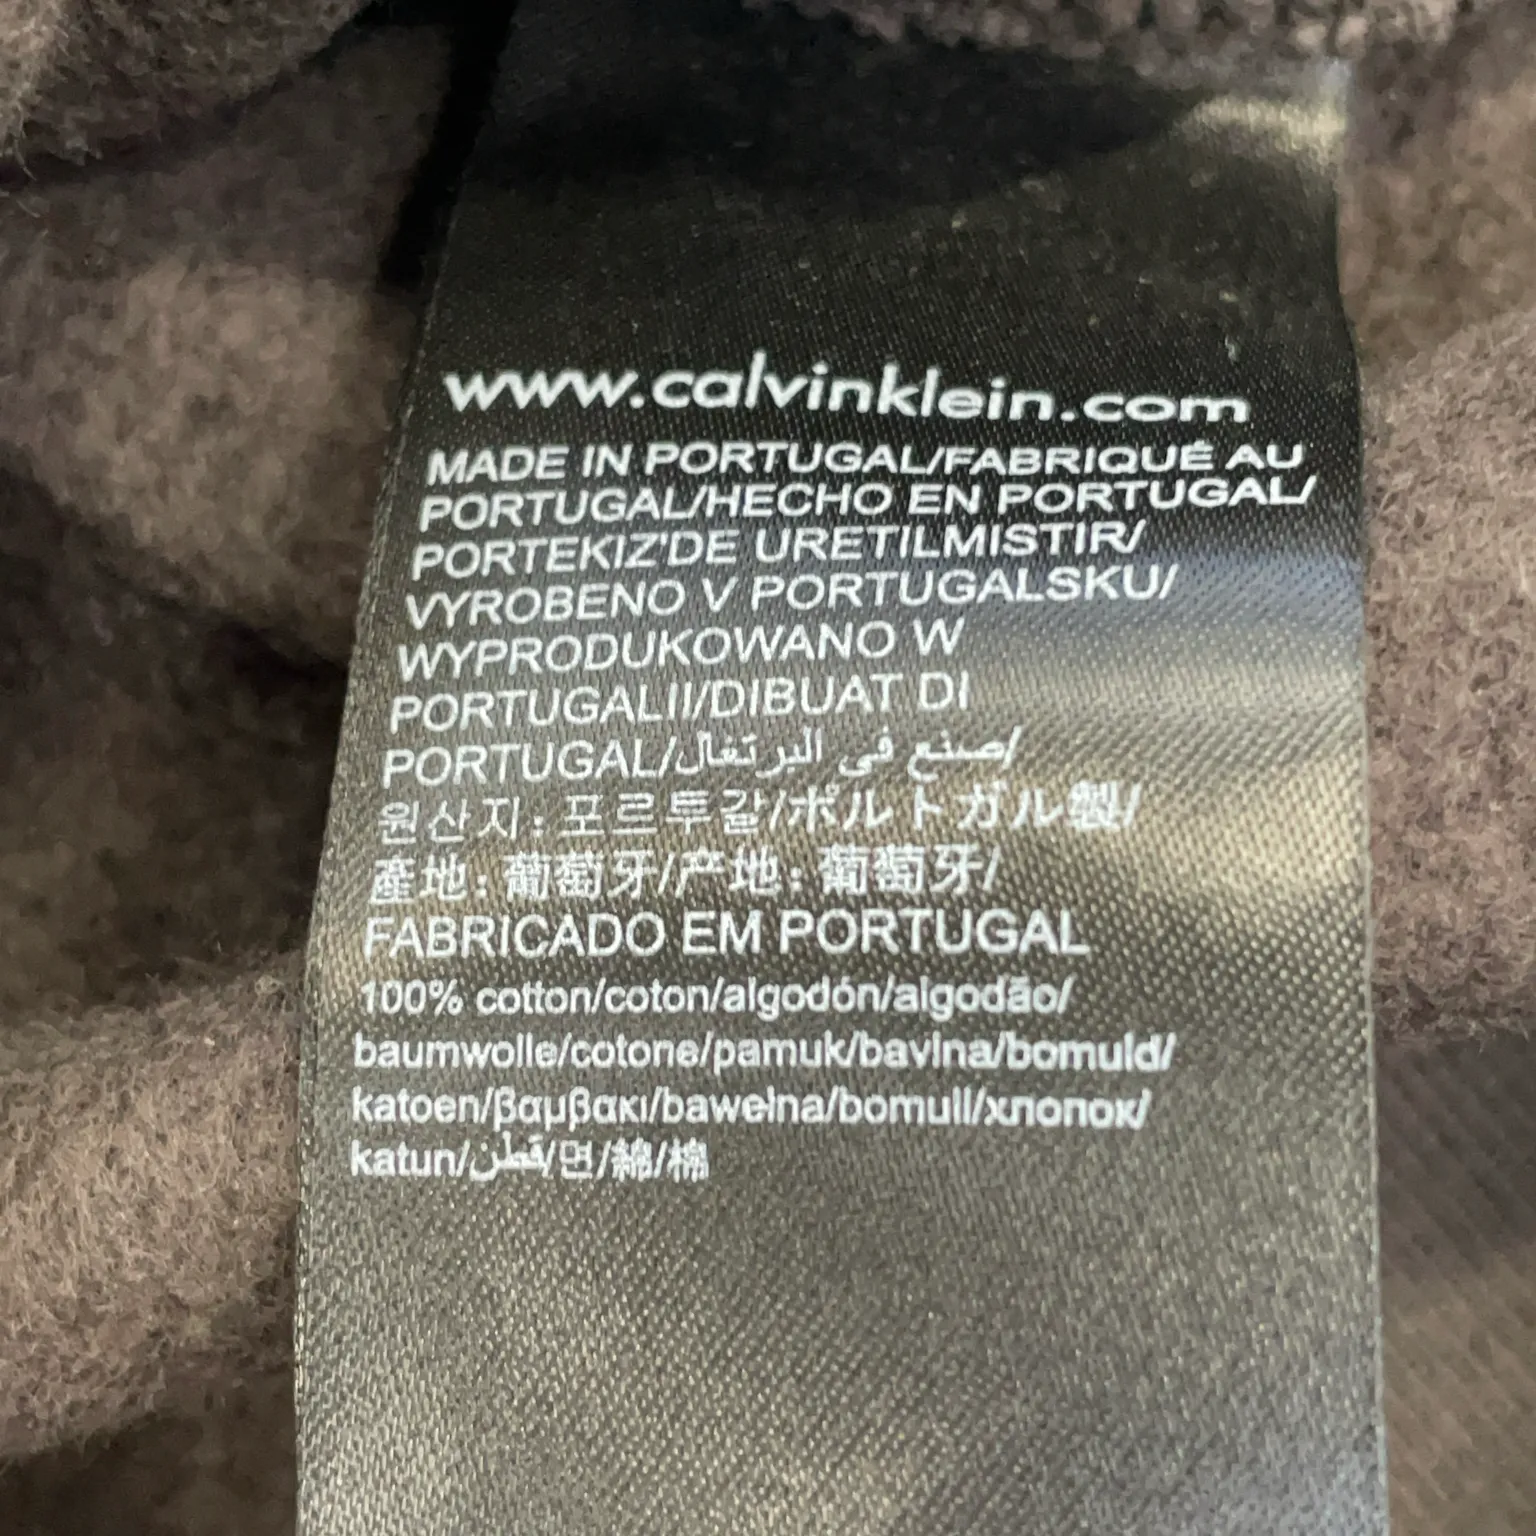 www.calvinklein.com
MADE IN PORTUGAL/FABRIQUÉ AU
PORTUGAL/HECHO EN PORTUGAL/
PORTEKIZ'DE URETILMISTIR/
VYROBENO V PORTUGALSKU/
WYPRODUKOWANO W
PORTUGALII/DIBUAT DI
PORTUGAL/صنع في البرتغال/
원산지: 포르투갈/ポルトガル製/
產地: 葡萄牙/产地: 葡萄牙/
FABRICADO EM PORTUGAL
100% cotton/coton/algodón/algodão/
baumwolle/cotone/pamuk/bavlna/bomuld/
katoen/βαμβακι/bawełna/bomull/хлопок/
katun/قطن/면/綿/棉